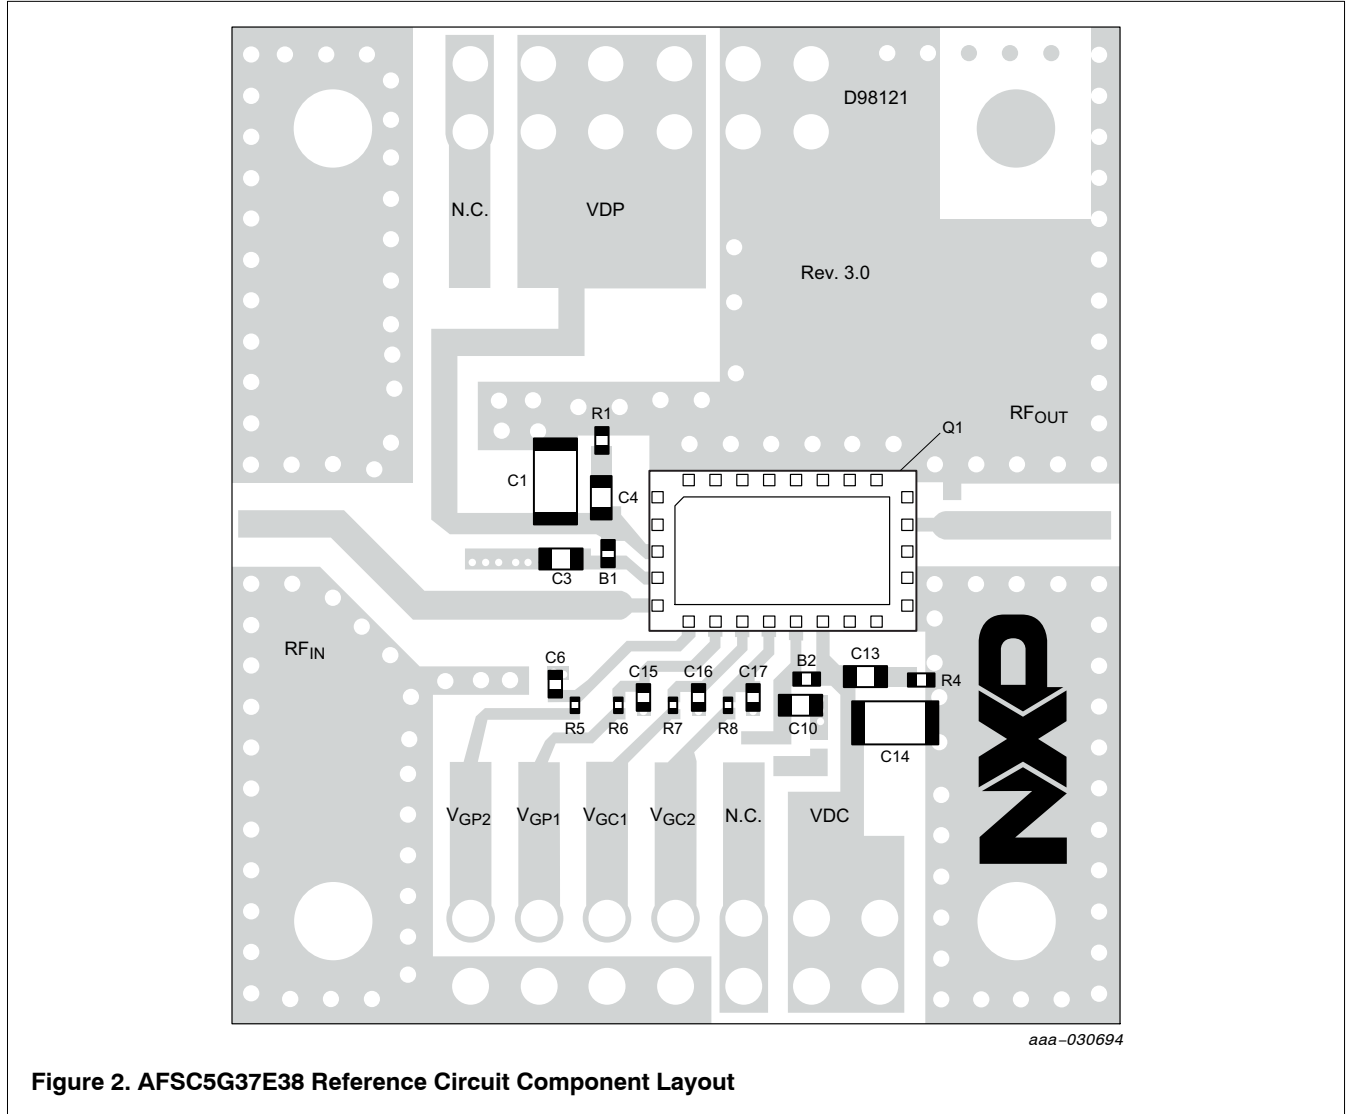 D98121
N.C.
VDP
Rev. 3.0
R1
RFOUT
Q1
C1
C4
C3
B1
RFIN
C6
C15
C16
C17
B2
C13
R4
R5
R6
R7
R8
C10
C14
VGP2
VGP1
VGC1
VGC2
N.C.
VDC
NXP
aaa–030694
Figure 2. AFSC5G37E38 Reference Circuit Component Layout